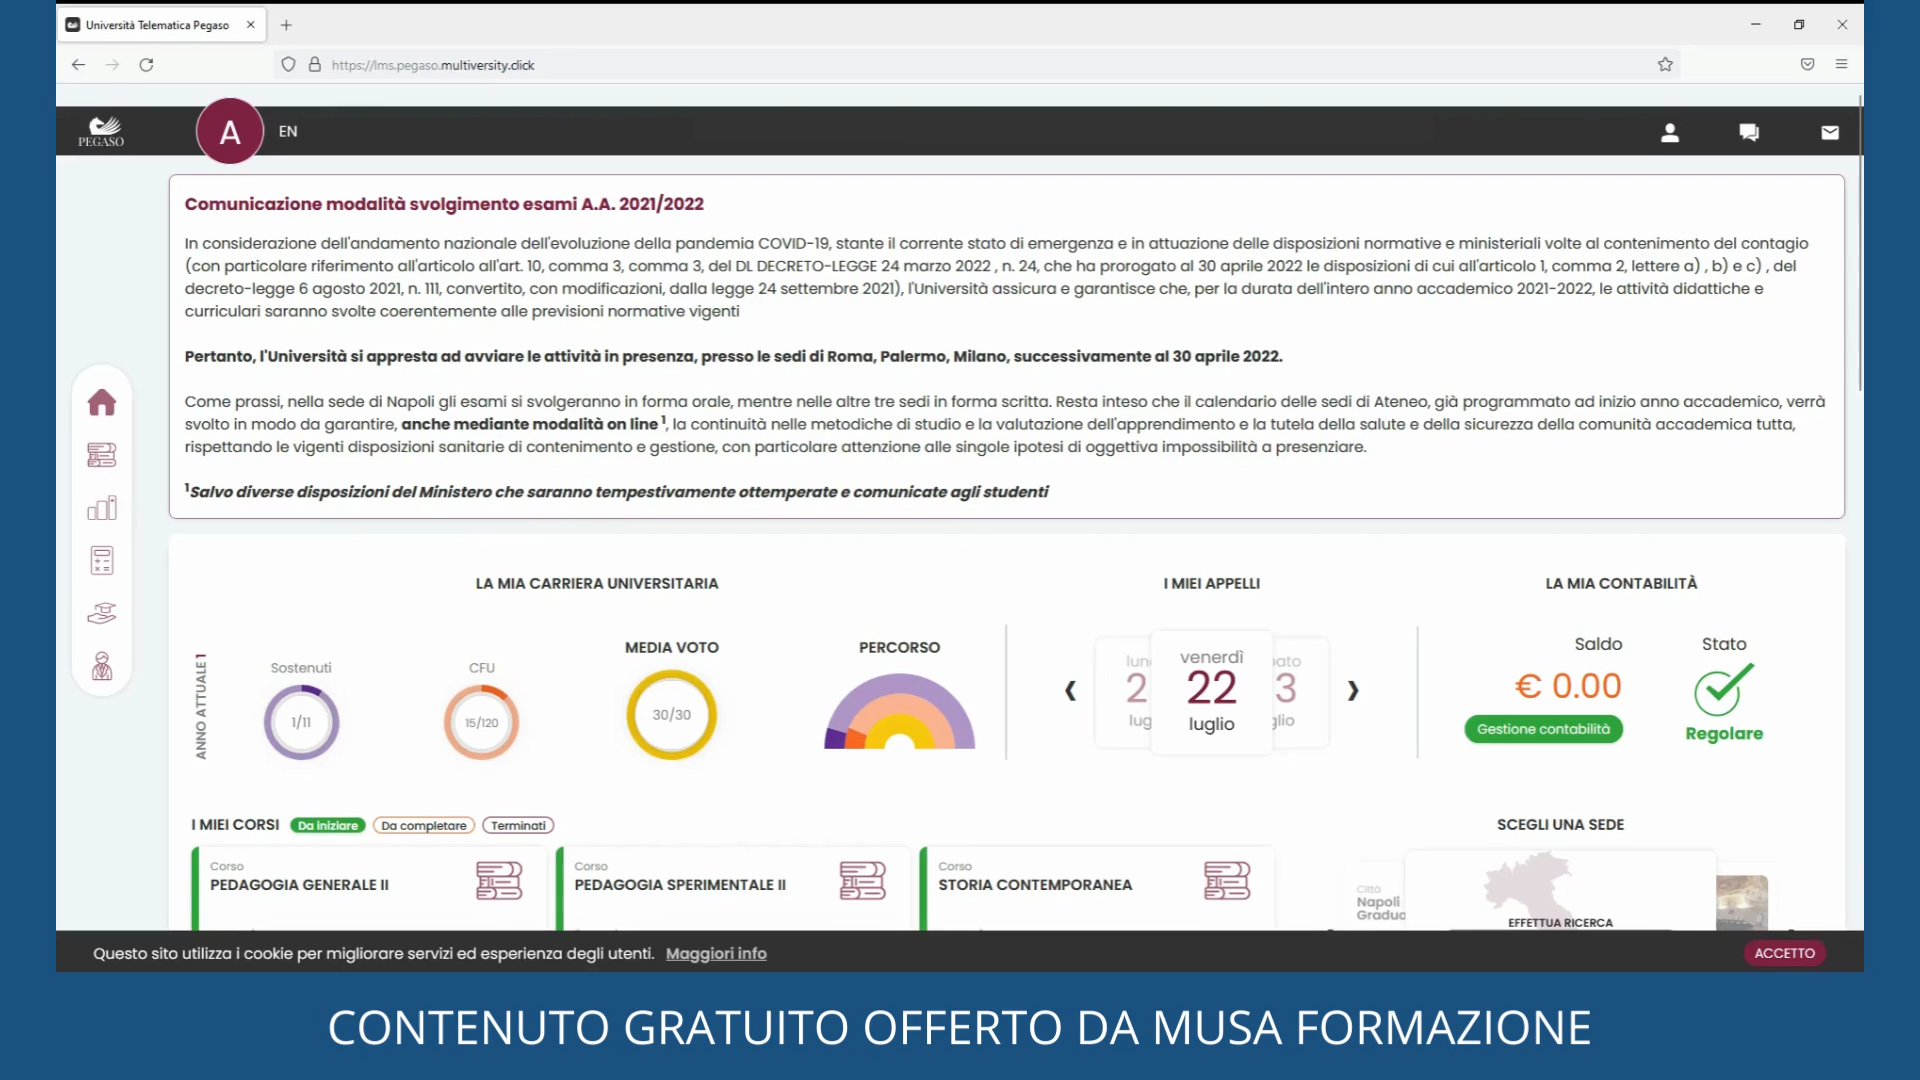 Università Telematica Pegaso
https://lms.pegaso.multiversity.click
PEGASO
A
EN
Comunicazione modalità svolgimento esami A.A. 2021/2022
In considerazione dell'andamento nazionale dell'evoluzione della pandemia COVID-19, stante il corrente stato di emergenza e in attuazione delle disposizioni normative e ministeriali volte al contenimento del contagio
(con particolare riferimento all'articolo all'art. 10, comma 3, comma 3, del DL DECRETO-LEGGE 24 marzo 2022 , n. 24, che ha prorogato al 30 aprile 2022 le disposizioni di cui all'articolo 1, comma 2, lettere a) , b) e c) , del
decreto-legge 6 agosto 2021, n. 111, convertito, con modificazioni, dalla legge 24 settembre 2021), l'Università assicura e garantisce che, per la durata dell'intero anno accademico 2021-2022, le attività didattiche e
curriculari saranno svolte coerentemente alle previsioni normative vigenti
Pertanto, l'Università si appresta ad avviare le attività in presenza, presso le sedi di Roma, Palermo, Milano, successivamente al 30 aprile 2022.
Come prassi, nella sede di Napoli gli esami si svolgeranno in forma orale, mentre nelle altre tre sedi in forma scritta. Resta inteso che il calendario delle sedi di Ateneo, già programmato ad inizio anno accademico, verrà
svolto in modo da garantire, anche mediante modalità on line ¹, la continuità nelle metodiche di studio e la valutazione dell'apprendimento e la tutela della salute e della sicurezza della comunità accademica tutta,
rispettando le vigenti disposizioni sanitarie di contenimento e gestione, con particolare attenzione alle singole ipotesi di oggettiva impossibilità a presenziare.
¹Salvo diverse disposizioni del Ministero che saranno tempestivamente ottemperate e comunicate agli studenti
LA MIA CARRIERA UNIVERSITARIA
ANNO ATTUALE 1
Sostenuti
1/11
CFU
15/120
MEDIA VOTO
30/30
PERCORSO
I MIEI APPELLI
lun
2
lug
venerdì
22
luglio
ato
3
glio
LA MIA CONTABILITÀ
Saldo
€ 0.00
Gestione contabilità
Stato
Regolare
I MIEI CORSI Da iniziare Da completare Terminati
Corso
PEDAGOGIA GENERALE II
Corso
PEDAGOGIA SPERIMENTALE II
Corso
STORIA CONTEMPORANEA
SCEGLI UNA SEDE
Città
Napoli
Gradua
EFFETTUA RICERCA
Questo sito utilizza i cookie per migliorare servizi ed esperienza degli utenti. Maggiori info
ACCETTO
CONTENUTO GRATUITO OFFERTO DA MUSA FORMAZIONE